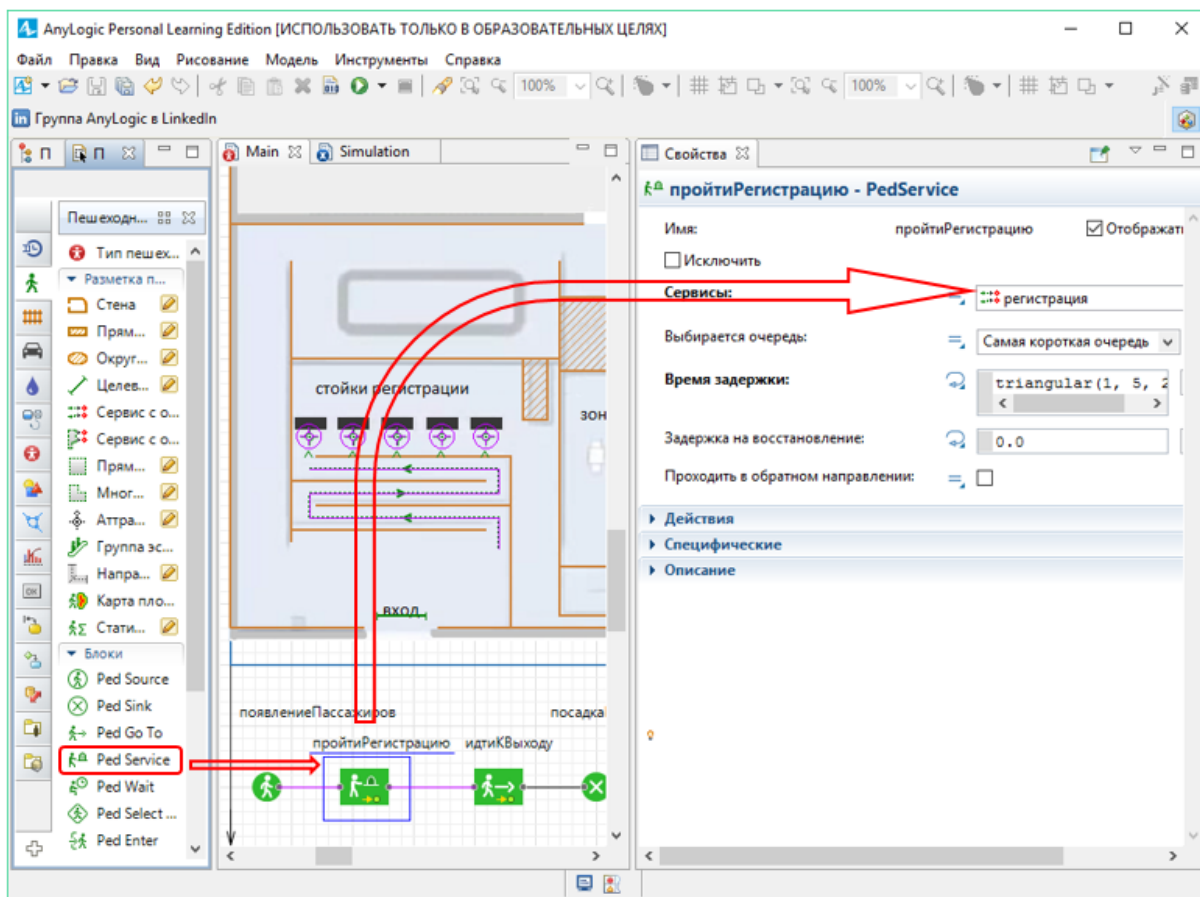 AnyLogic Personal Learning Edition [ИСПОЛЬЗОВАТЬ ТОЛЬКО В ОБРАЗОВАТЕЛЬНЫХ ЦЕЛЯХ]
Файл Правка Вид Рисование Модель Инструменты Справка
100% 100%
Группа AnyLogic в LinkedIn
П П
Main Simulation
Свойства
Пешеходн...
Тип пешех...
Разметка п...
Стена
Прям...
Округ...
Целев...
Сервис с о...
Сервис с о...
Прям...
Мног...
Аттра...
Группа эс...
Напра...
Карта пло...
Стати...
Блоки
Ped Source
Ped Sink
Ped Go To
Ped Service
Ped Wait
Ped Select ...
Ped Enter
стойки регистрации
зон
вход
появлениеПассажиров
посадка
пройтиРегистрацию идтиКВыходу
пройтиРегистрацию - PedService
Имя: пройтиРегистрацию Отображат
Исключить
Сервисы: регистрация
Выбирается очередь: Самая короткая очередь
Время задержки: triangular(1, 5, 2
Задержка на восстановление: 0.0
Проходить в обратном направлении:
Действия
Специфические
Описание